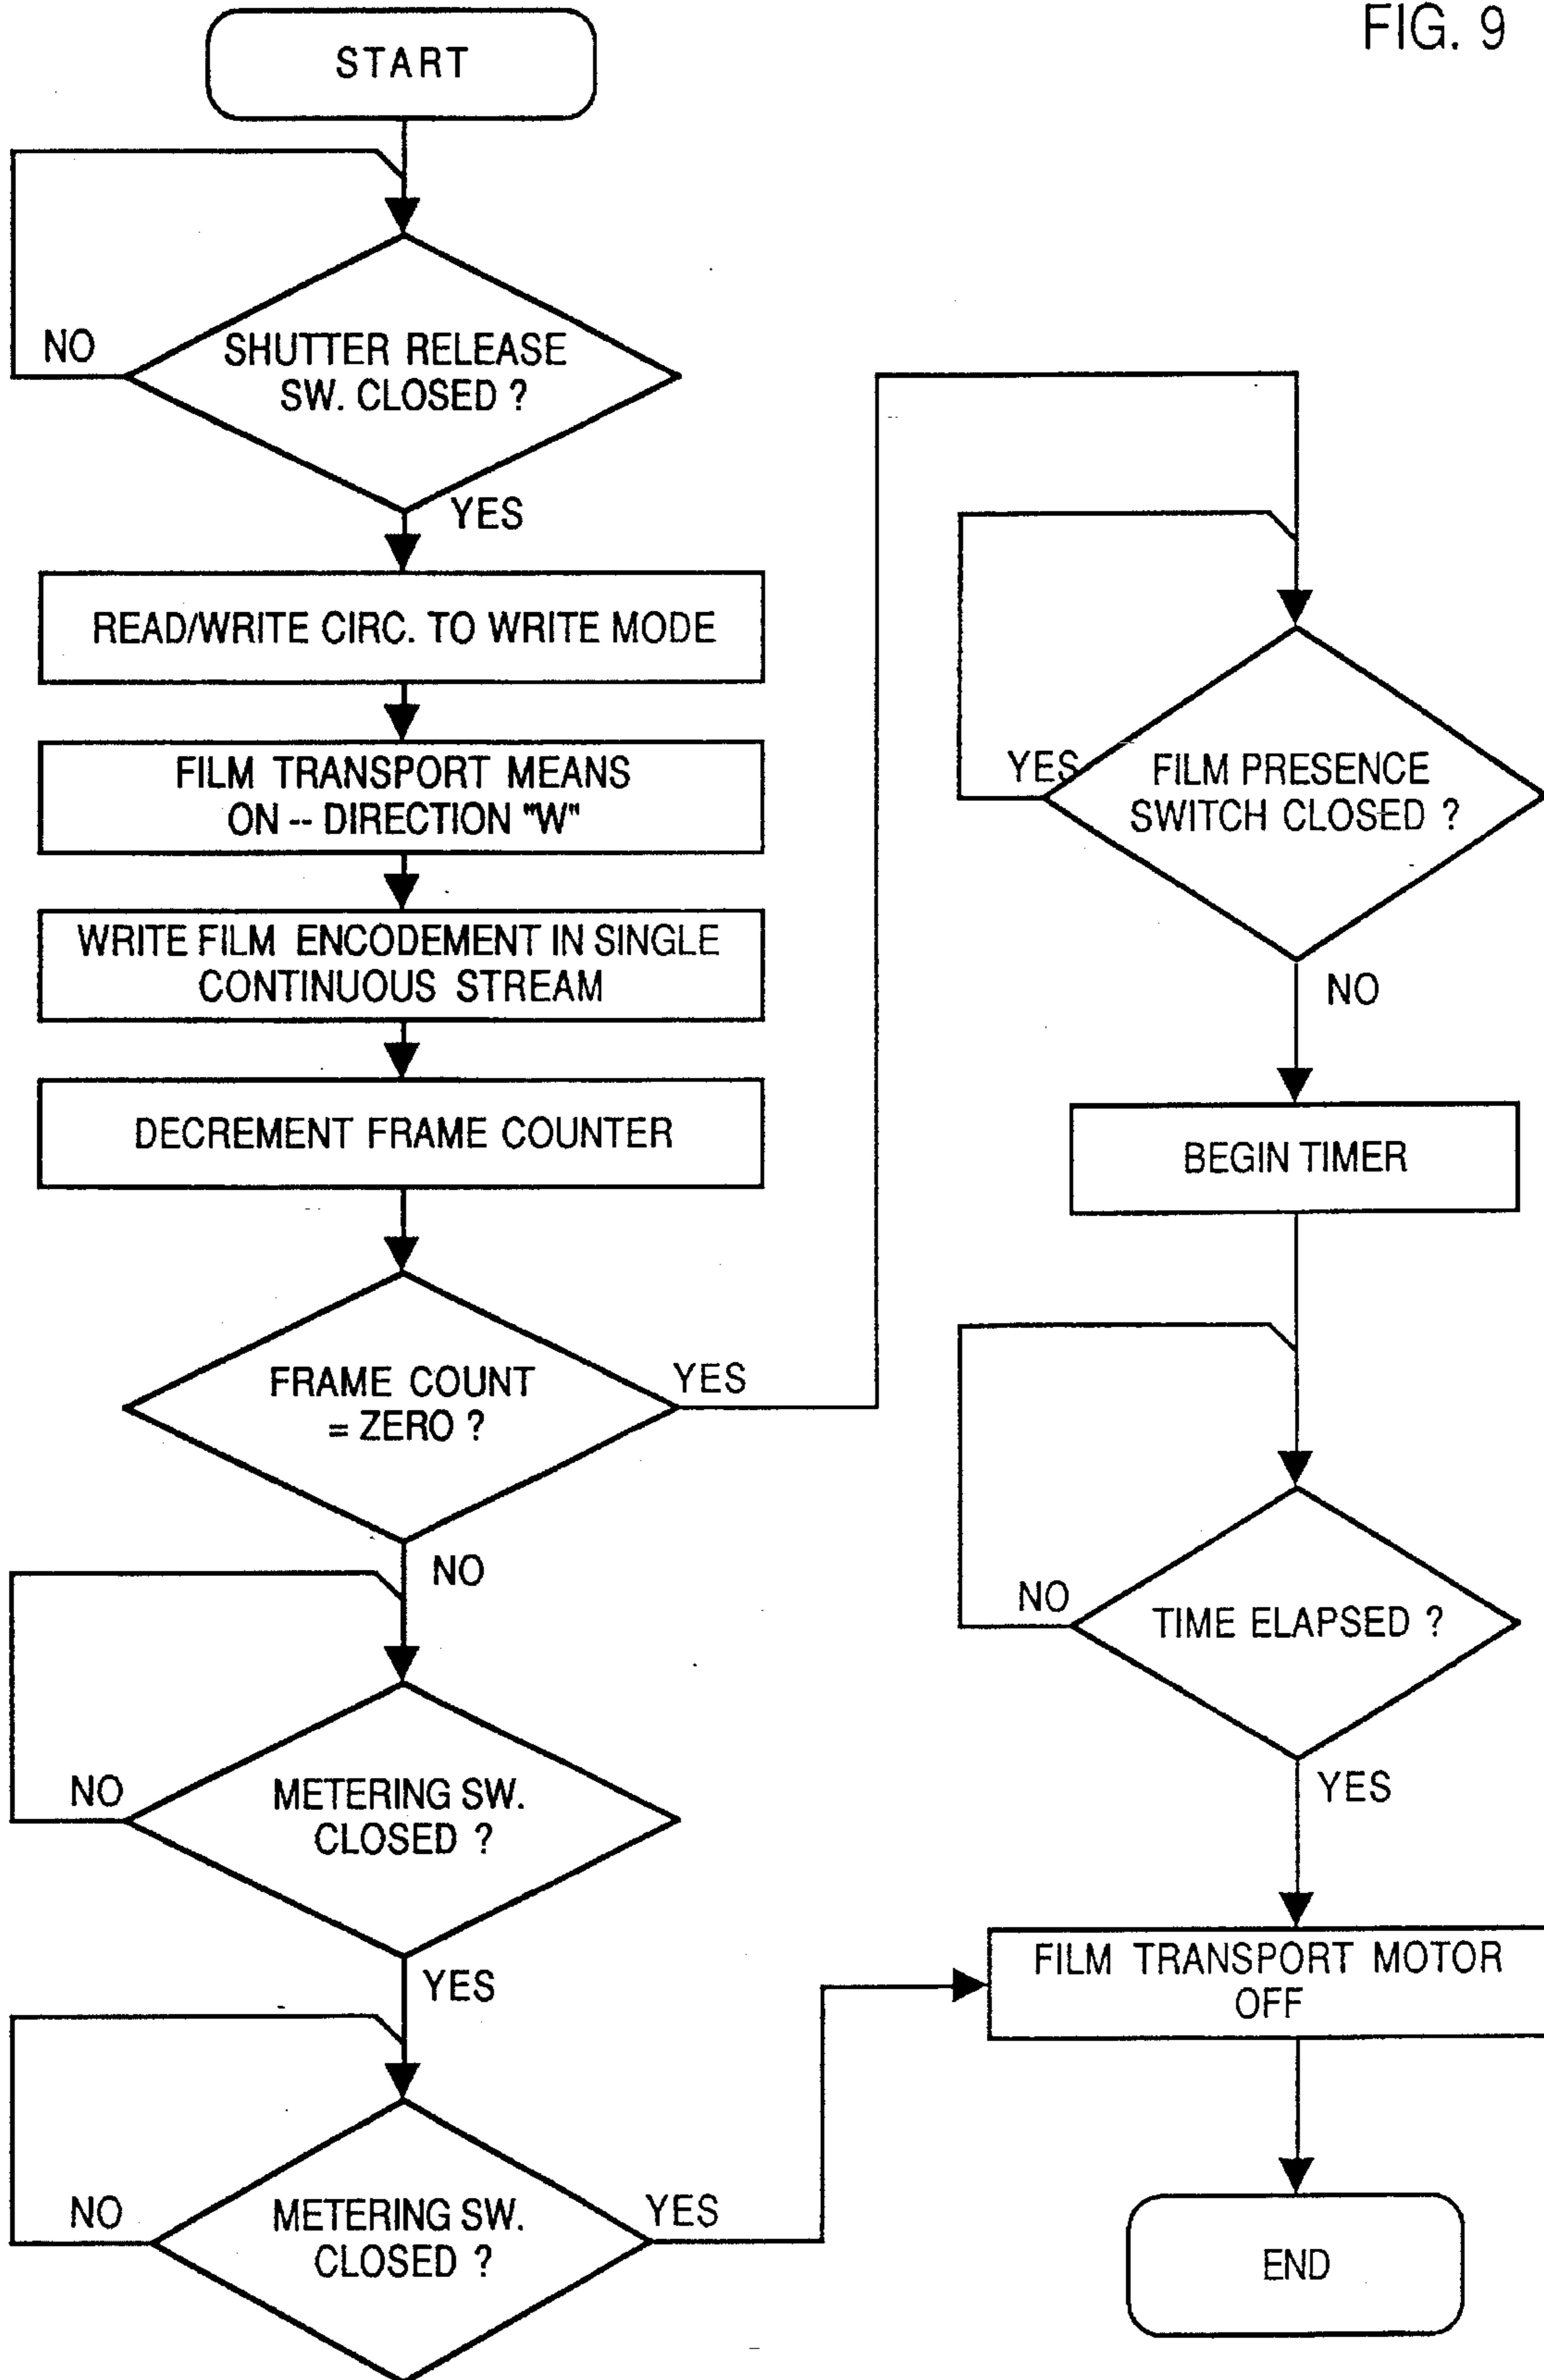 FIG. 9
START
SHUTTER RELEASE
SW. CLOSED ?
NO
YES
READ/WRITE CIRC. TO WRITE MODE
FILM TRANSPORT MEANS
ON -- DIRECTION "W"
WRITE FILM ENCODEMENT IN SINGLE
CONTINUOUS STREAM
DECREMENT FRAME COUNTER
FRAME COUNT
= ZERO ?
YES
NO
METERING SW.
CLOSED ?
NO
YES
METERING SW.
CLOSED ?
NO
YES
FILM PRESENCE
SWITCH CLOSED ?
YES
NO
BEGIN TIMER
TIME ELAPSED ?
NO
YES
FILM TRANSPORT MOTOR
OFF
END